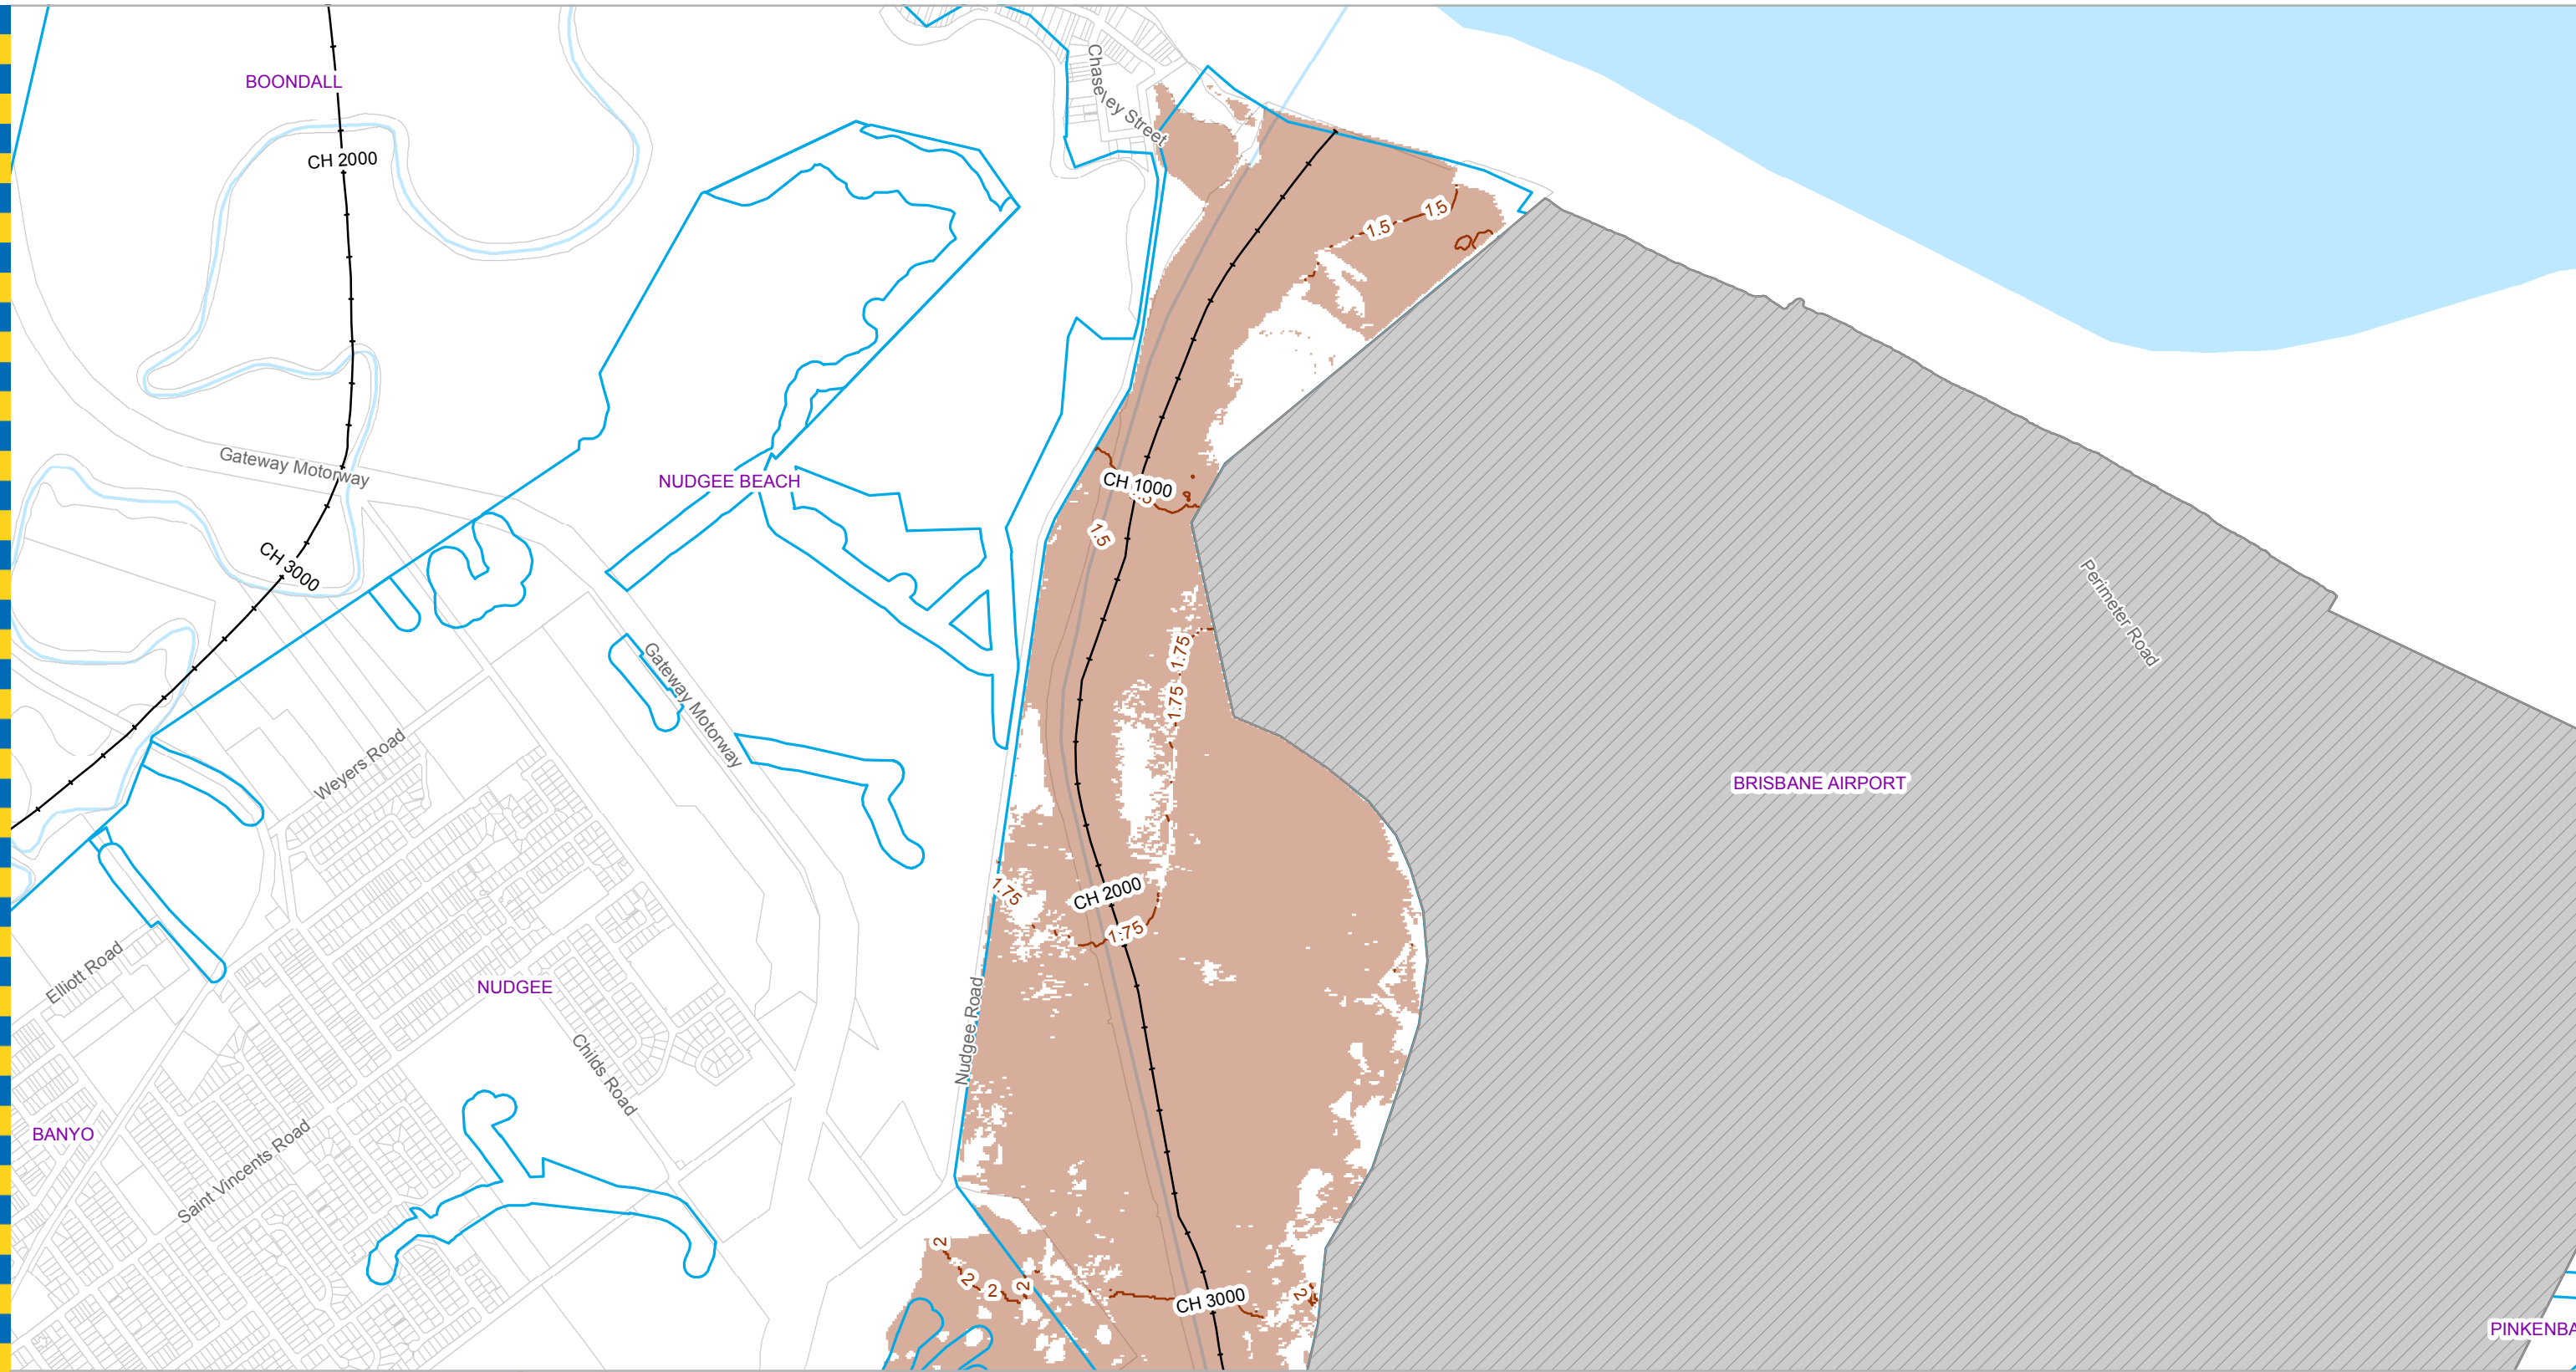 BOONDALL
Chaseley Street
CH 2000
1.5
1.5
Gateway Motorway
NUDGEE BEACH
CH 1000
1.5
CH 3000
Perimeter Road
1.75
1.75
Gateway Motorway
Weyers Road
BRISBANE AIRPORT
1.75
CH 2000
1.75
Elliott Road
NUDGEE
Nudgee Road
Childs Road
BANYO
Saint Vincents Road
2
2
2
2
CH 3000
2
PINKENBA